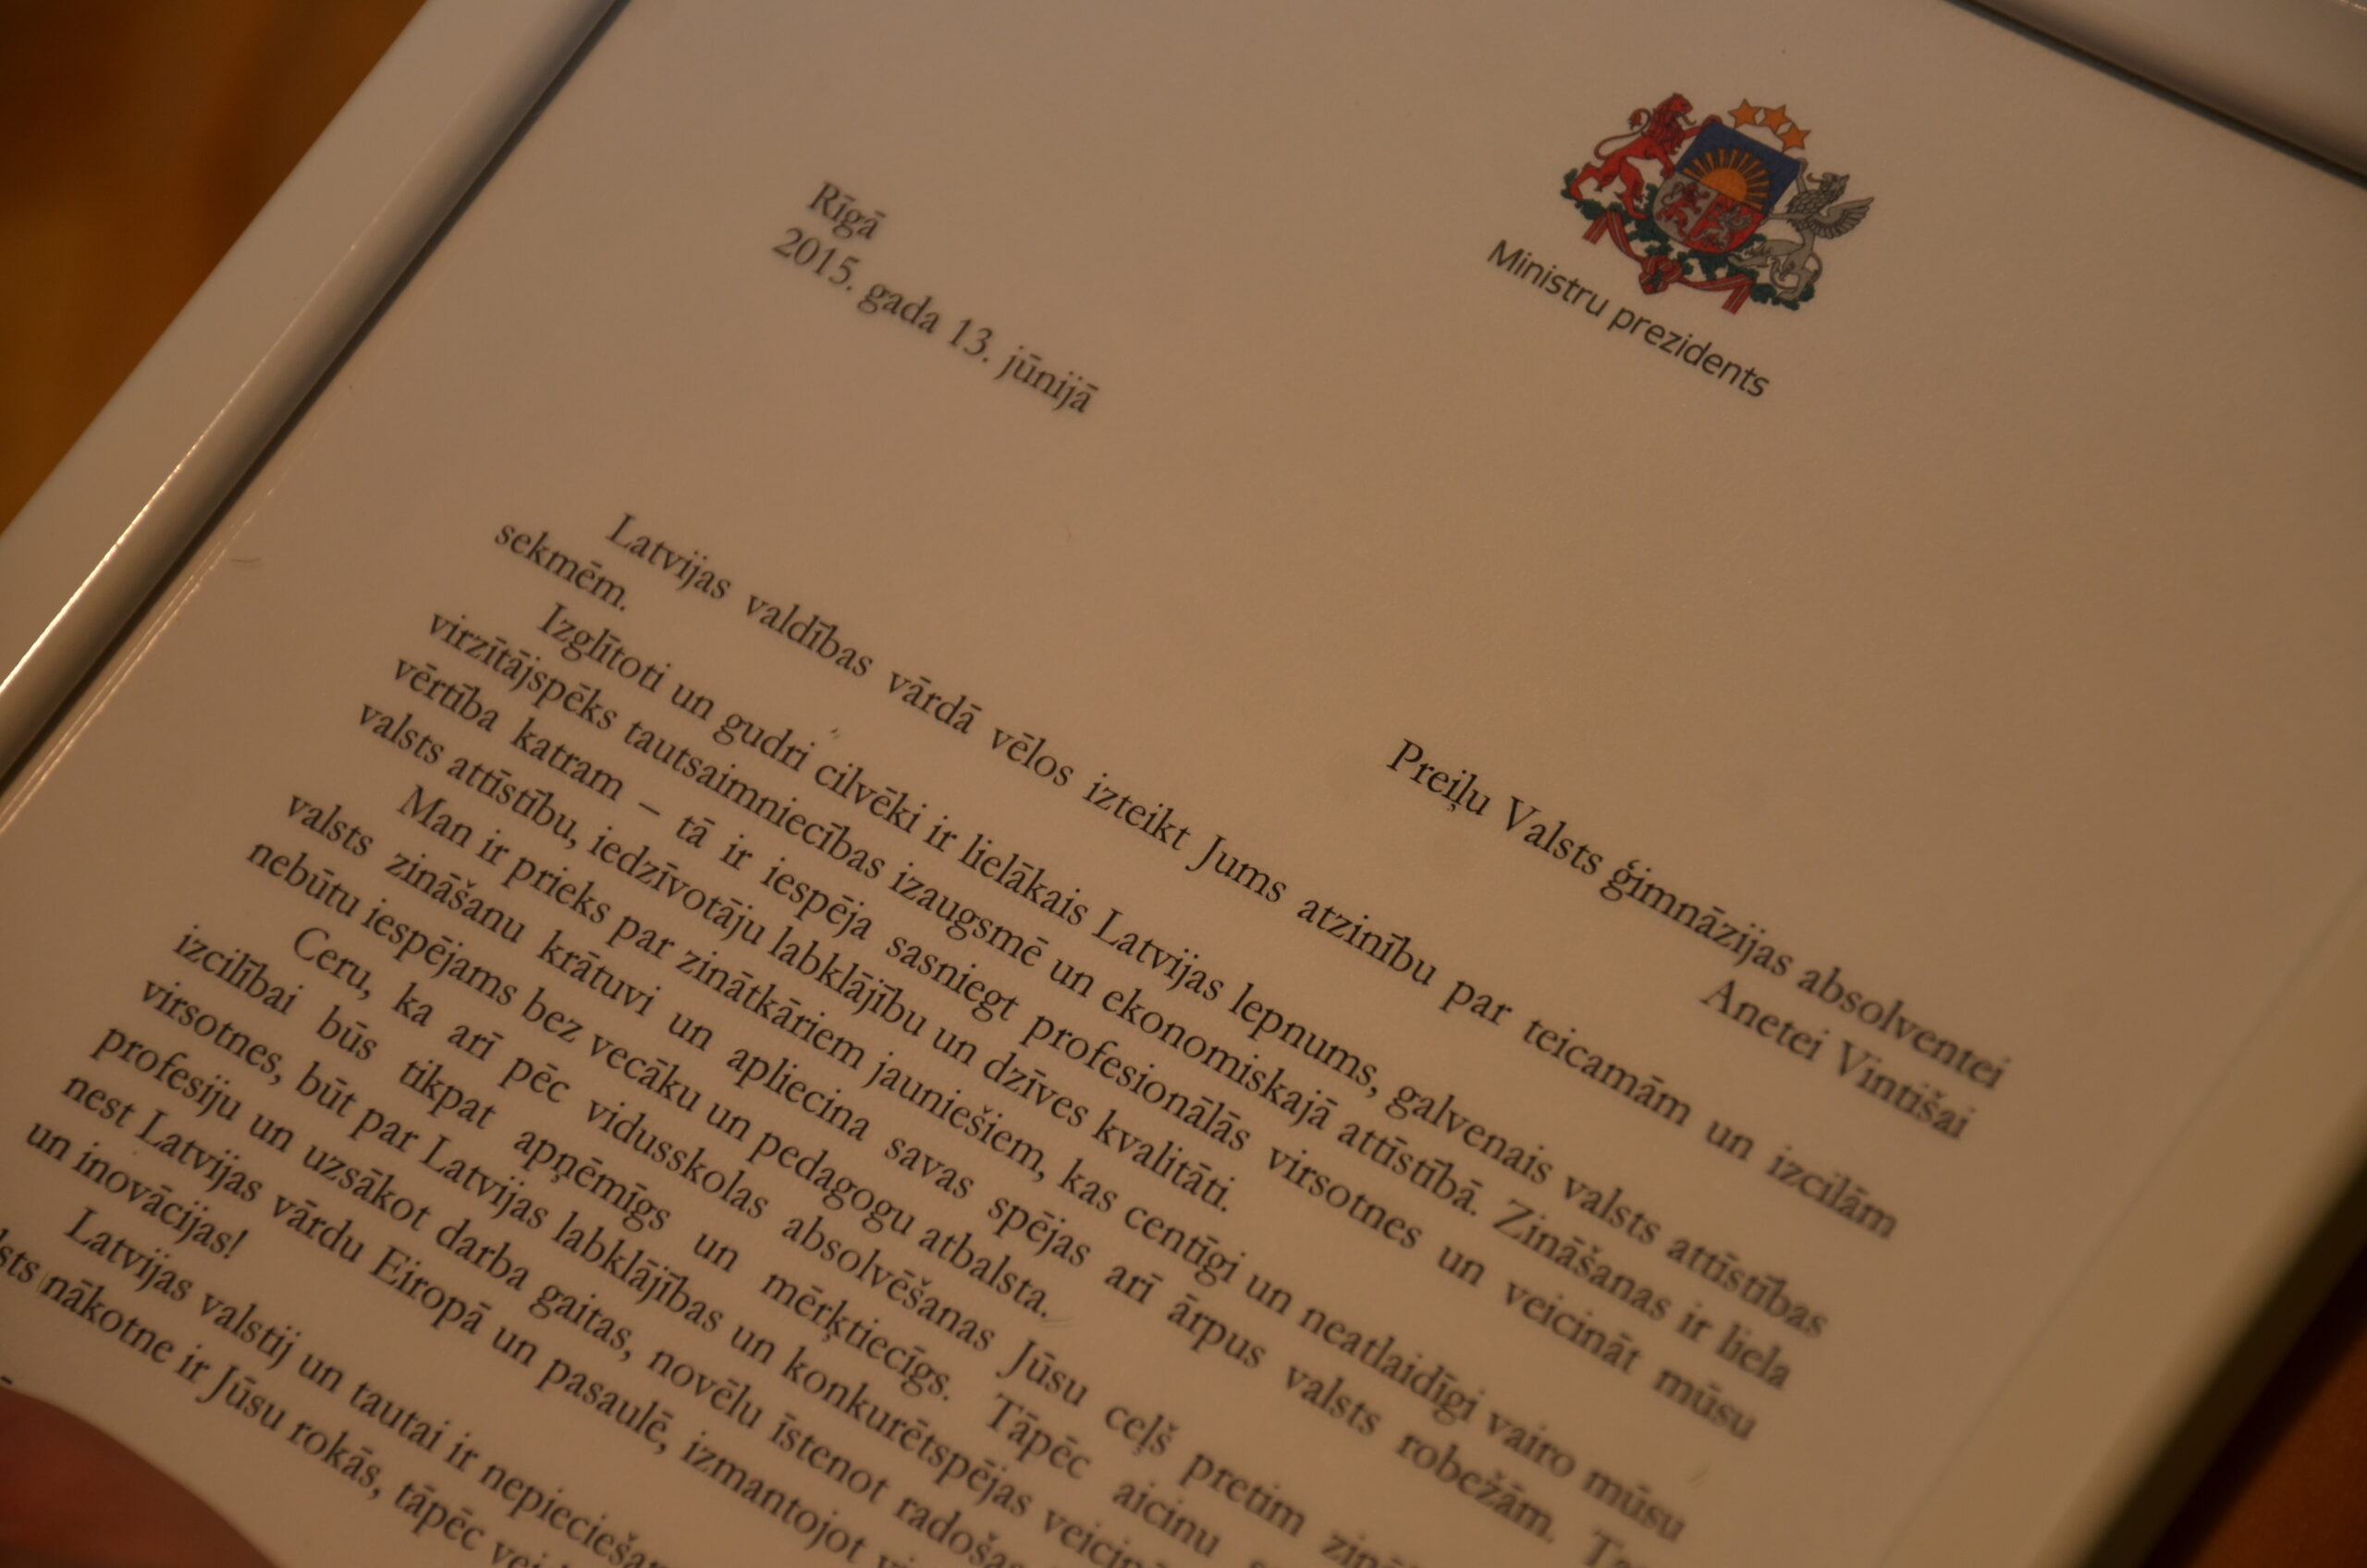 Ministru prezidents
Rīgā
2015. gada 13. jūnijā
Preiļu Valsts ģimnāzijas absolventei
Anetei Vintišai
Latvijas valdības vārdā vēlos izteikt Jums atzinību par teicamām un izcilām
sekmēm.
Izglītoti un gudri cilvēki ir lielākais Latvijas lepnums, galvenais valsts attīstības
virzītājspēks tautsaimniecības izaugsmē un ekonomiskajā attīstībā. Zināšanas ir liela
vērtība katram – tā ir iespēja sasniegt profesionālās virsotnes un veicināt mūsu
valsts attīstību, iedzīvotāju labklājību un dzīves kvalitāti.
Man ir prieks par zinātkāriem jauniešiem, kas centīgi un neatlaidīgi vairo mūsu
valsts zināšanu krātuvi un apliecina savas spējas arī ārpus valsts robežām.
nebūtu iespējams bez vecāku un pedagogu atbalsta.
Ceru, ka arī pēc vidusskolas absolvēšanas Jūsu ceļš pretim
izcilībai būs tikpat apņēmīgs un mērķtiecīgs. Tāpēc aicinu
virsotnes, būt par Latvijas labklājības un konkurētspējas
profesiju un uzsākot darba gaitas, novēlu īstenot
nest Latvijas vārdu Eiropā un pasaulē, izmantojot
un inovācijas!
Latvijas valstij un tautai ir
nākotne ir Jūsu rokās, tāpēc